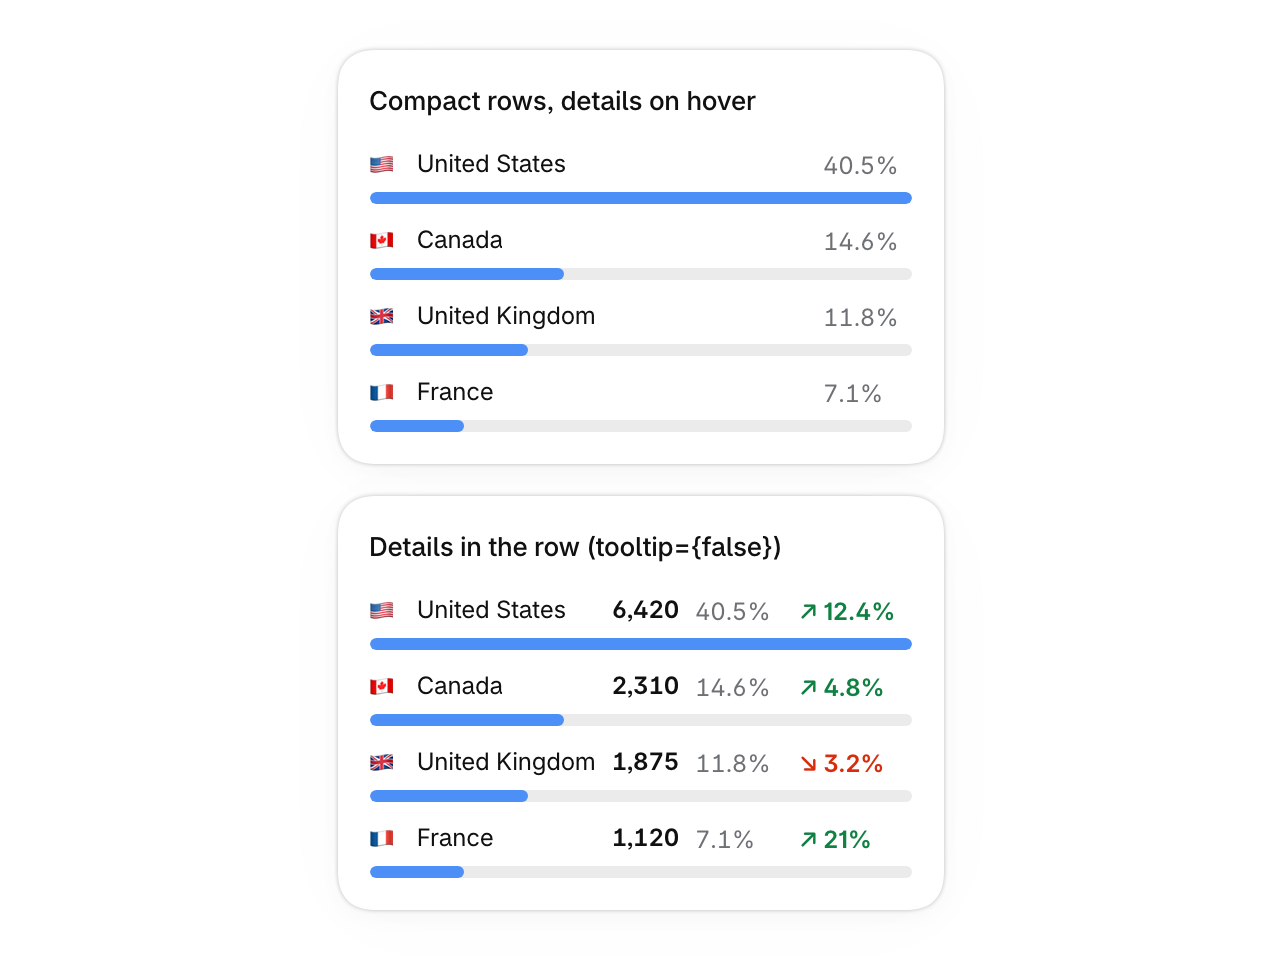 Compact rows, details on hover
United States 40.5%
Canada 14.6%
United Kingdom 11.8%
France 7.1%
Details in the row (tooltip={false})
United States 6,420 40.5% 12.4%
Canada 2,310 14.6% 4.8%
United Kingdom 1,875 11.8% 3.2%
France 1,120 7.1% 21%